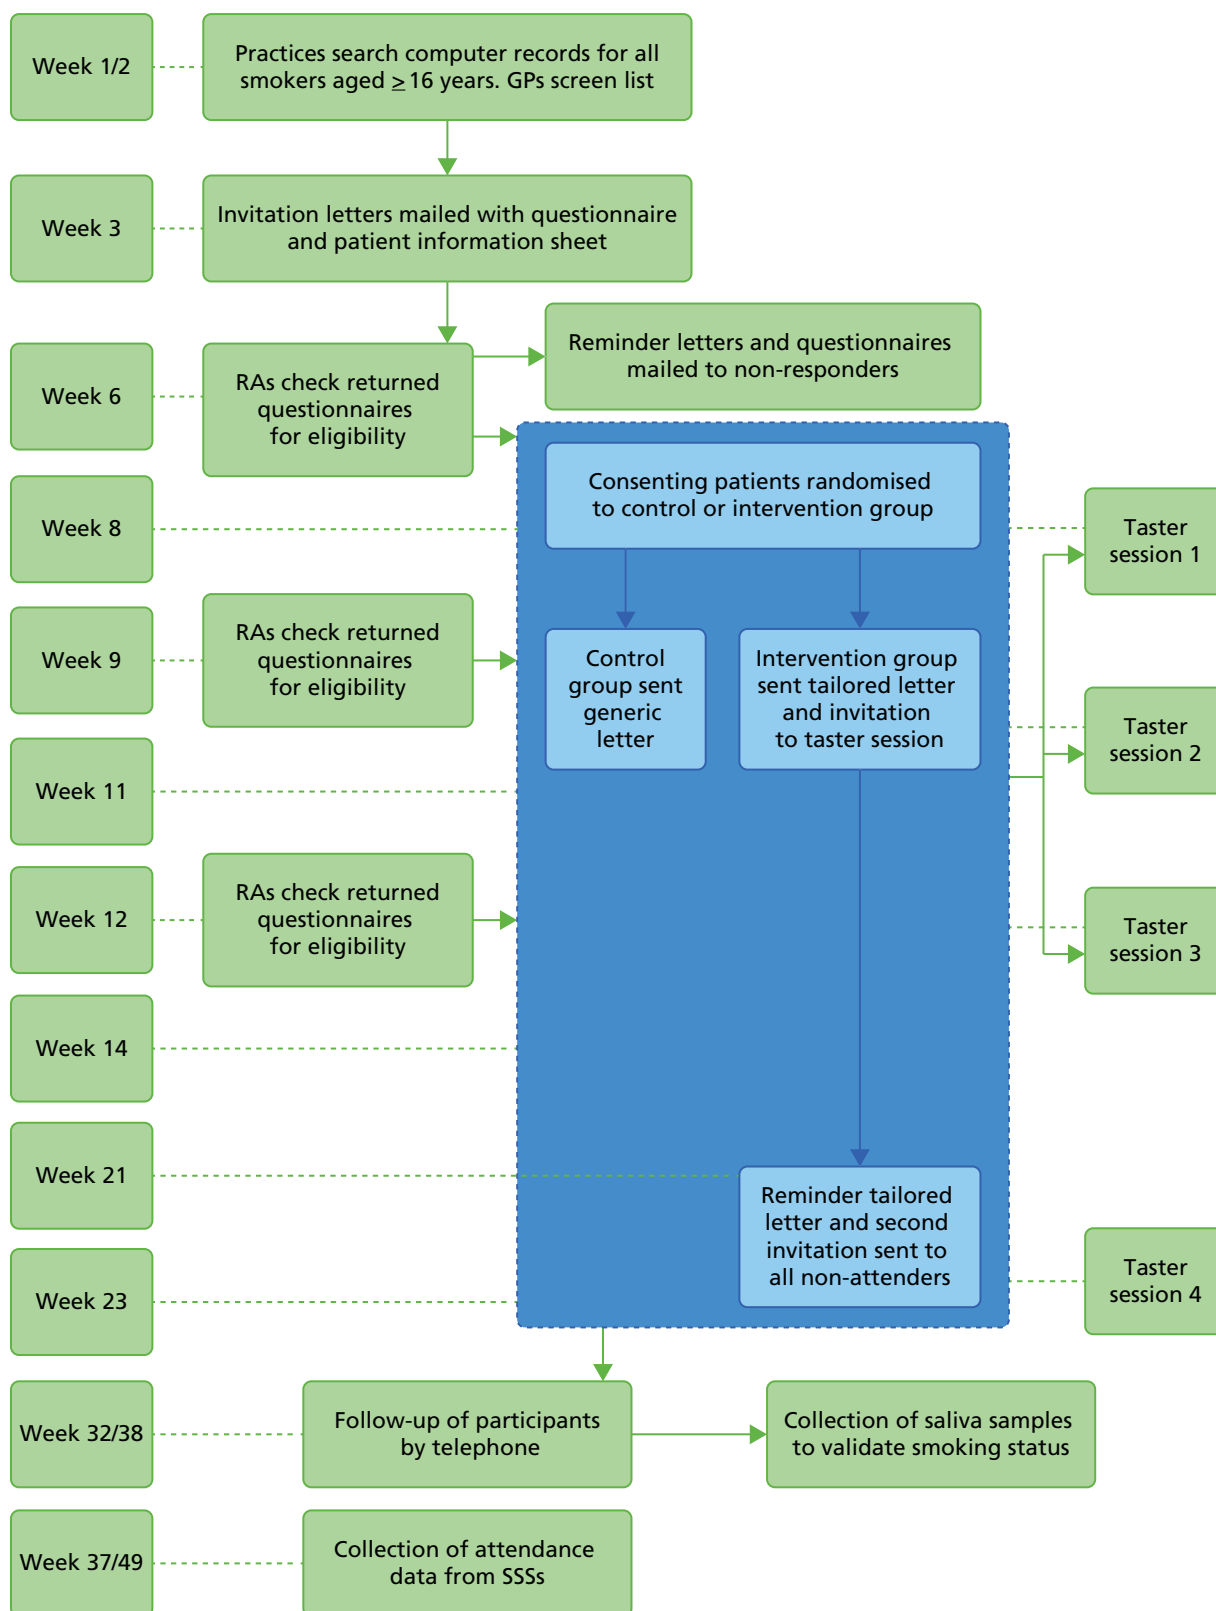 Week 1/2
Practices search computer records for all
smokers aged ≥16 years. GPs screen list
Week 3
Invitation letters mailed with questionnaire
and patient information sheet
Week 6
RAs check returned
questionnaires
for eligibility
Reminder letters and questionnaires
mailed to non-responders
Consenting patients randomised
to control or intervention group
Week 8
Taster
session 1
Week 9
RAs check returned
questionnaires
for eligibility
Control
group sent
generic
letter
Intervention group
sent tailored letter
and invitation
to taster session
Taster
session 2
Week 11
Week 12
RAs check returned
questionnaires
for eligibility
Taster
session 3
Week 14
Week 21
Reminder tailored
letter and second
invitation sent to
all non-attenders
Week 23
Taster
session 4
Week 32/38
Follow-up of participants
by telephone
Collection of saliva samples
to validate smoking status
Week 37/49
Collection of attendance
data from SSSs